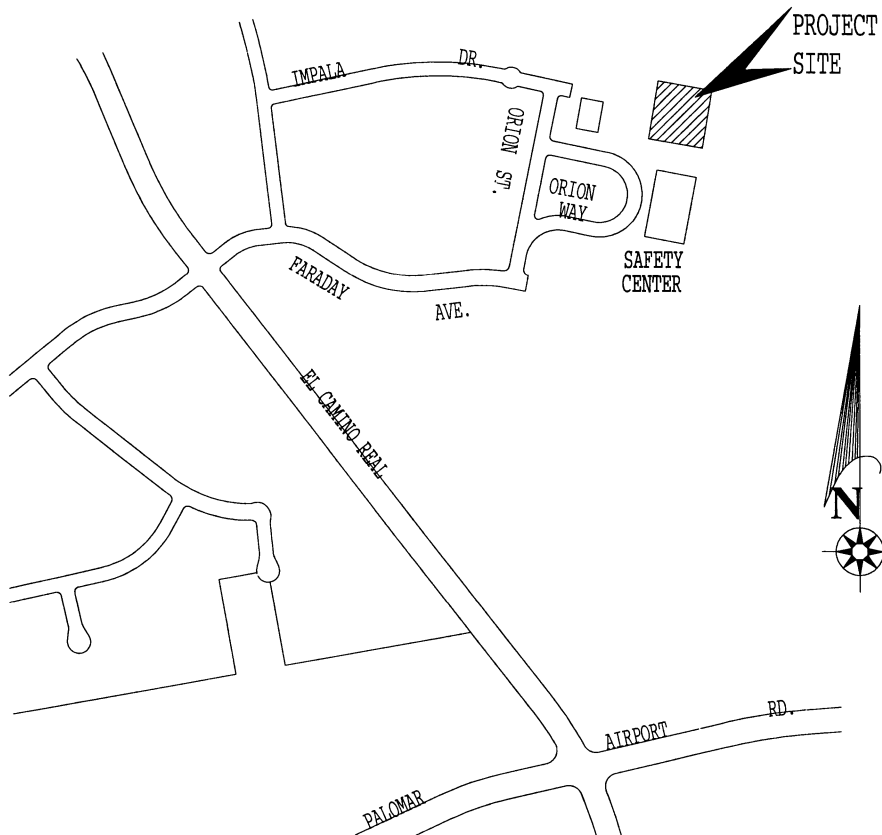 PROJECT
SITE
IMPALA DR.
ORION ST.
ORION
WAY
SAFETY
CENTER
FARADAY AVE.
EL CAMINO REAL
N
PALOMAR AIRPORT RD.